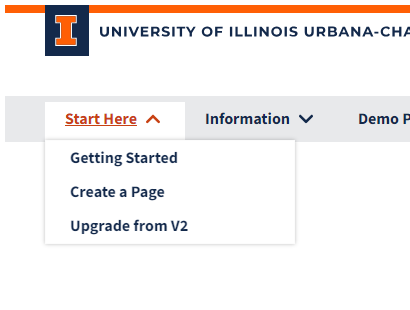 UNIVERSITY OF ILLINOIS URBANA-CHA
Start Here Information Demo P
Getting Started
Create a Page
Upgrade from V2